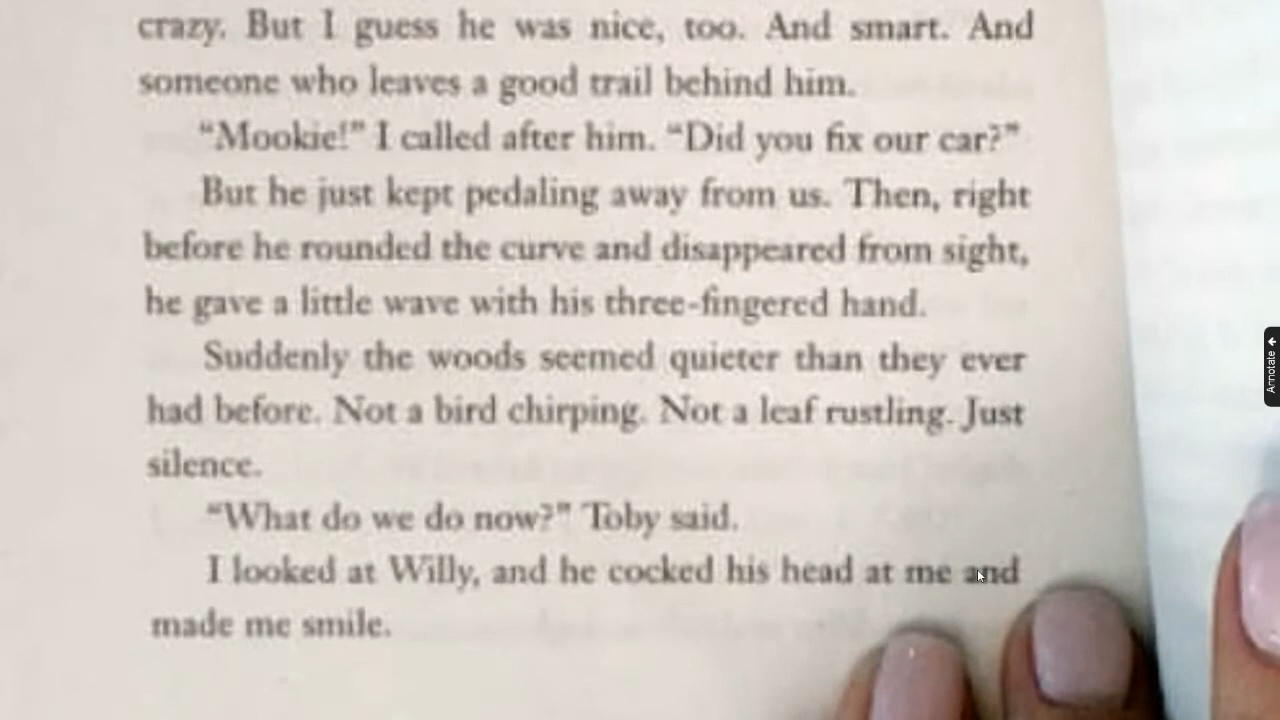 crazy. But I guess he was nice, too. And smart. And
someone who leaves a good trail behind him.
“Mookie!” I called after him. “Did you fix our car?”
But he just kept pedaling away from us. Then, right
before he rounded the curve and disappeared from sight,
he gave a little wave with his three-fingered hand.
Suddenly the woods seemed quieter than they ever
had before. Not a bird chirping. Not a leaf rustling. Just
silence.
“What do we do now?” Toby said.
I looked at Willy, and he cocked his head at me and
made me smile.
Annotate